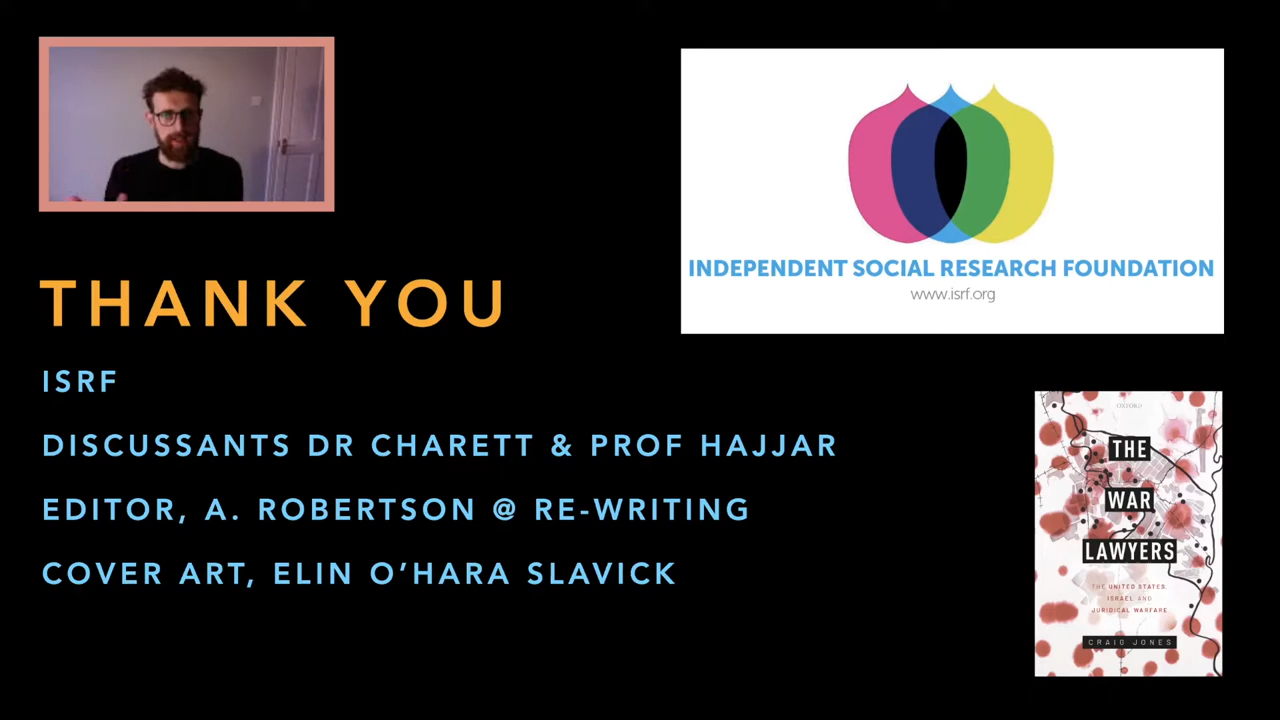 THANK YOU
ISRF
DISCUSSANTS DR CHARETT & PROF HAJJAR
EDITOR, A. ROBERTSON @ RE-WRITING
COVER ART, ELIN O’HARA SLAVICK
INDEPENDENT SOCIAL RESEARCH FOUNDATION
www.isrf.org
OXFORD
THE
WAR
LAWYERS
THE UNITED STATES,
ISRAEL AND
JURIDICAL WARFARE
CRAIG JONES